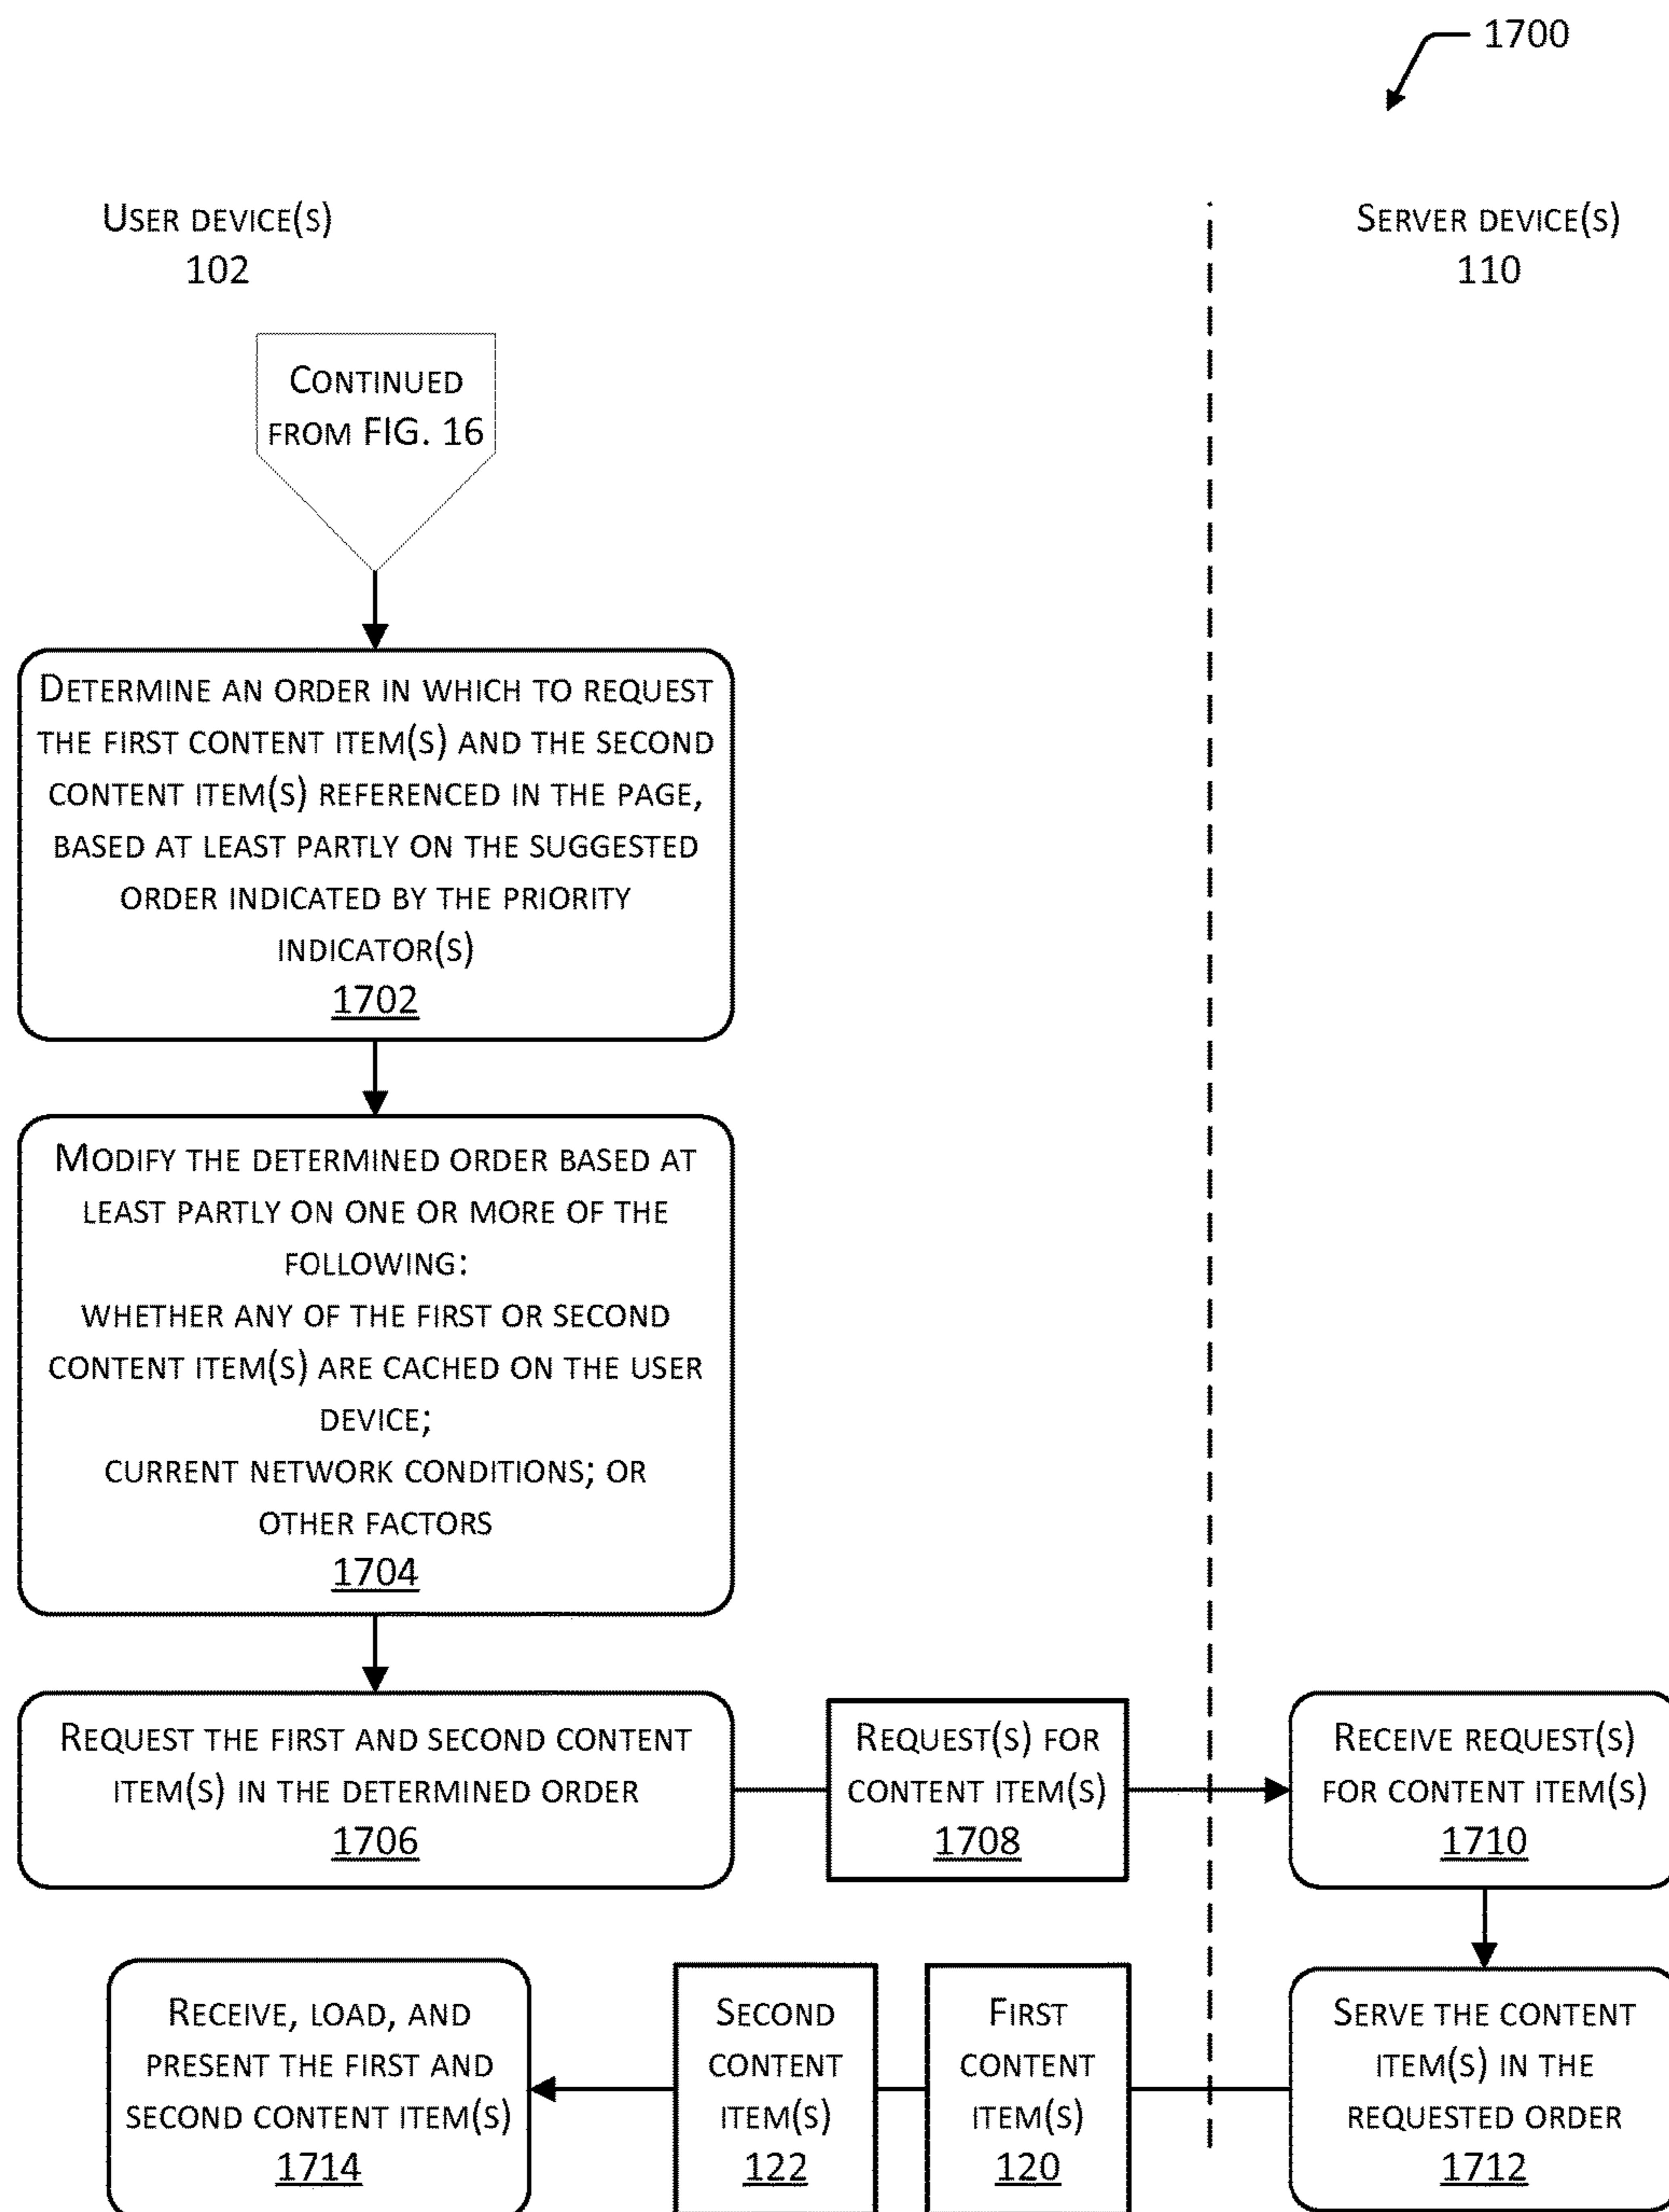 1700
User device(s)
102
Server device(s)
110
Continued
from FIG. 16
Determine an order in which to request
the first content item(s) and the second
content item(s) referenced in the page,
based at least partly on the suggested
order indicated by the priority
indicator(s)
1702
Modify the determined order based at
least partly on one or more of the
following:
whether any of the first or second
content item(s) are cached on the user
device;
current network conditions; or
other factors
1704
Request the first and second content
item(s) in the determined order
1706
Request(s) for
content item(s)
1708
Receive request(s)
for content item(s)
1710
Serve the content
item(s) in the
requested order
1712
First
content
item(s)
120
Second
content
item(s)
122
Receive, load, and
present the first and
second content item(s)
1714